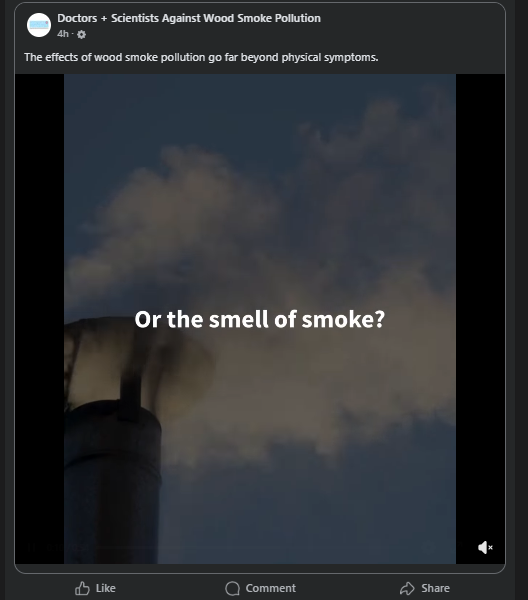 Doctors + Scientists Against Wood Smoke Pollution
4h ·
The effects of wood smoke pollution go far beyond physical symptoms.
Or the smell of smoke?
Like
Comment
Share